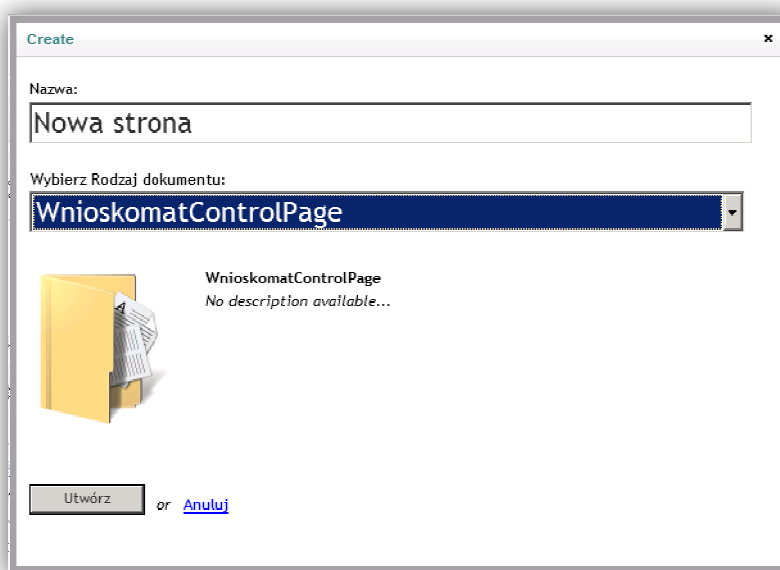 Create
Nazwa:
Nowa strona
Wybierz Rodzaj dokumentu:
WnioskomatControlPage
WnioskomatControlPage
No description available...
Utwórz or Anuluj